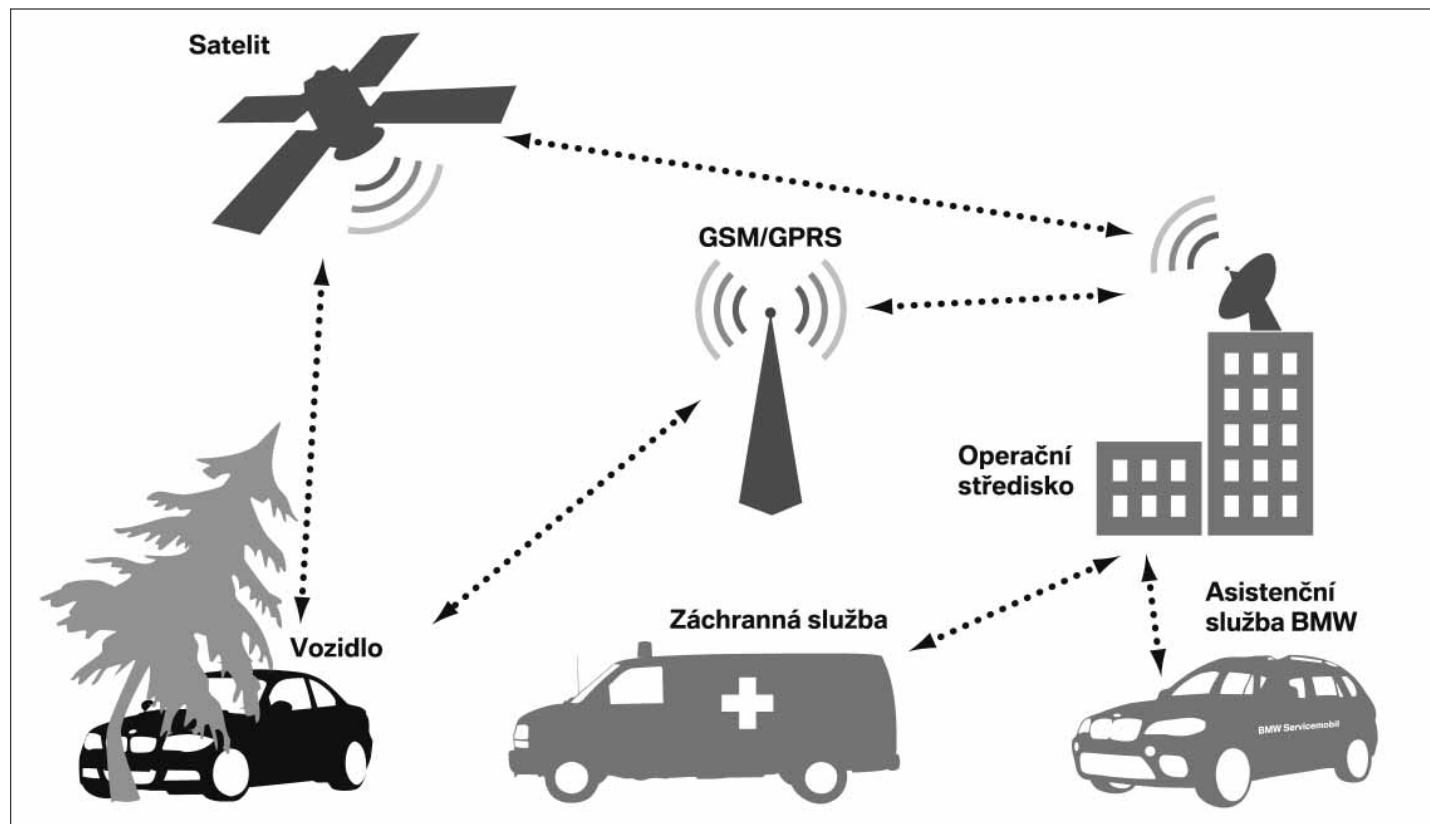 Satelit
GSM/GPRS
Operační
středisko
Vozidlo
Záchranná služba
Asistenční
služba BMW
BMW Servicemobil